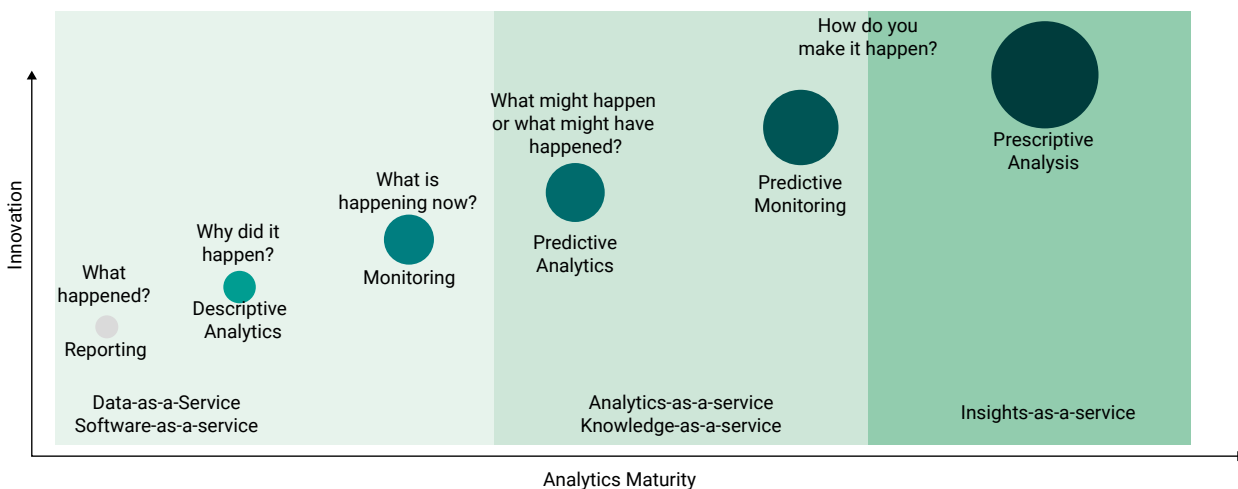 How do you
make it happen?
What might happen
or what might have
happened?
Prescriptive
Analysis
What is
happening now?
Predictive
Monitoring
Why did it
happen?
Predictive
Analytics
Monitoring
What
happened?
Descriptive
Analytics
Reporting
Innovation
Data-as-a-Service
Software-as-a-service
Analytics-as-a-service
Knowledge-as-a-service
Insights-as-a-service
Analytics Maturity